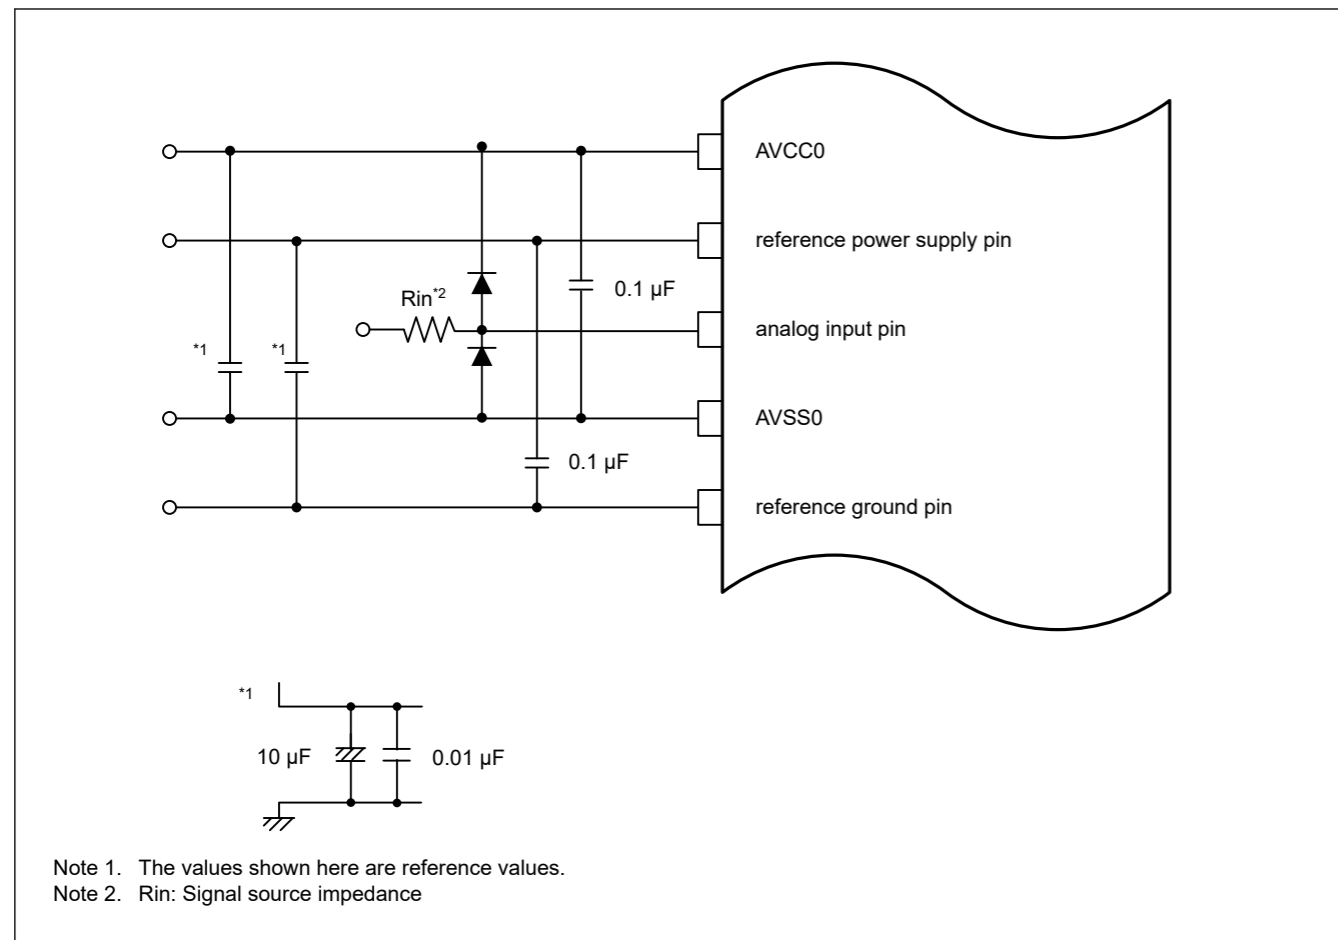 AVCC0
reference power supply pin
0.1 µF
Rin*2
analog input pin
*1
*1
AVSS0
0.1 µF
reference ground pin
*1
10 µF
0.01 µF
Note 1. The values shown here are reference values.
Note 2. Rin: Signal source impedance